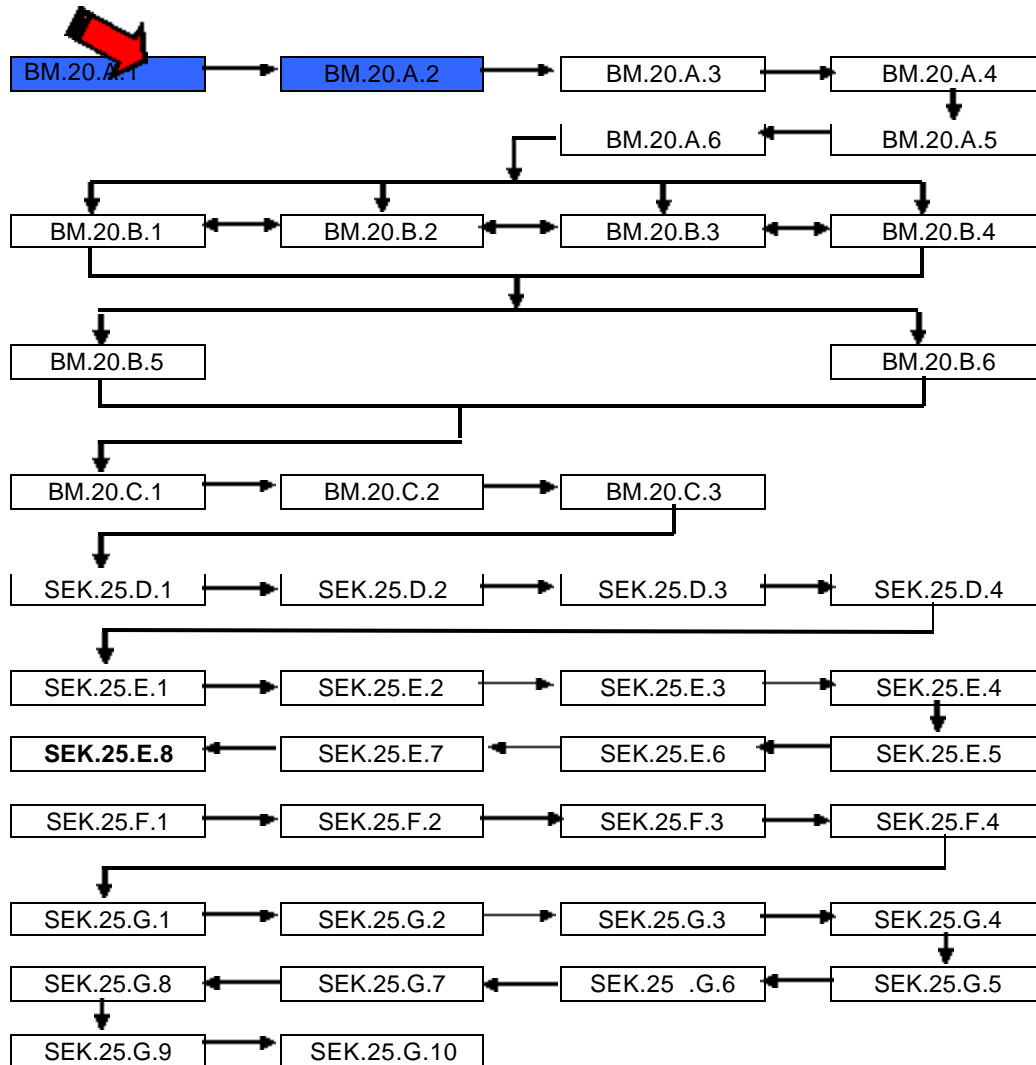 BM.20.A.1 BM.20.A.2 BM.20.A.3 BM.20.A.4
BM.20.A.6 BM.20.A.5
BM.20.B.1 BM.20.B.2 BM.20.B.3 BM.20.B.4
BM.20.B.5 BM.20.B.6
BM.20.C.1 BM.20.C.2 BM.20.C.3
SEK.25.D.1 SEK.25.D.2 SEK.25.D.3 SEK.25.D.4
SEK.25.E.1 SEK.25.E.2 SEK.25.E.3 SEK.25.E.4
SEK.25.E.8 SEK.25.E.7 SEK.25.E.6 SEK.25.E.5
SEK.25.F.1 SEK.25.F.2 SEK.25.F.3 SEK.25.F.4
SEK.25.G.1 SEK.25.G.2 SEK.25.G.3 SEK.25.G.4
SEK.25.G.8 SEK.25.G.7 SEK.25 .G.6 SEK.25.G.5
SEK.25.G.9 SEK.25.G.10